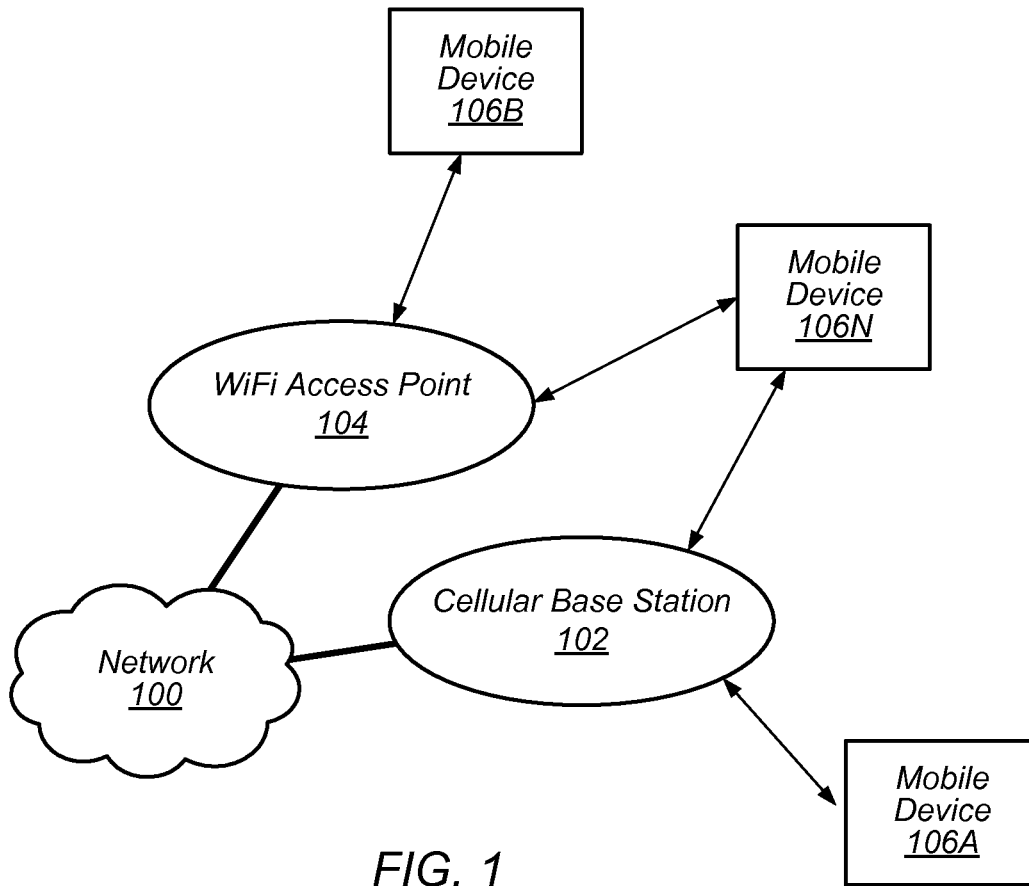 Mobile
Device
106B
Mobile
Device
106N
WiFi Access Point
104
Cellular Base Station
102
Network
100
Mobile
Device
106A
FIG. 1